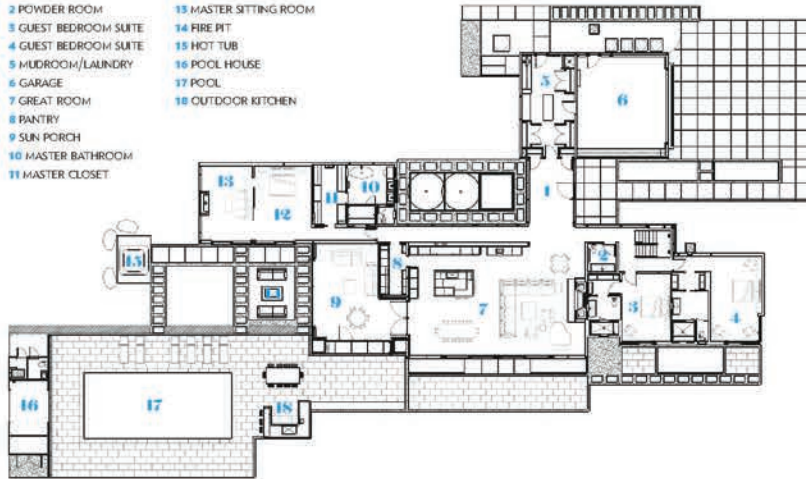 2 POWDER ROOM
3 GUEST BEDROOM SUITE
4 GUEST BEDROOM SUITE
5 MUDROOM/LAUNDRY
6 GARAGE
7 GREAT ROOM
8 PANTRY
9 SUN PORCH
10 MASTER BATHROOM
11 MASTER CLOSET
13 MASTER SITTING ROOM
14 FIRE PIT
15 HOT TUB
16 POOL HOUSE
17 POOL
18 OUTDOOR KITCHEN
5
6
13
12
11
10
1
15
2
8
9
7
3
4
16
17
18